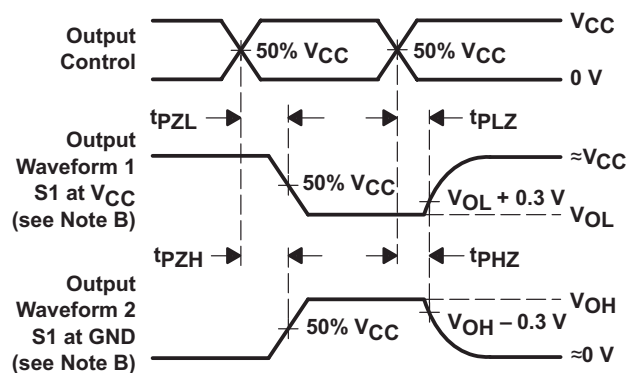 Output
Control
50% VCC
50% VCC
VCC
0 V
tPZL
tPLZ
Output
Waveform 1
S1 at VCC
(see Note B)
50% VCC
≈VCC
VOL + 0.3 V
VOL
tPZH
tPHZ
Output
Waveform 2
S1 at GND
(see Note B)
50% VCC
VOH
VOH – 0.3 V
≈0 V